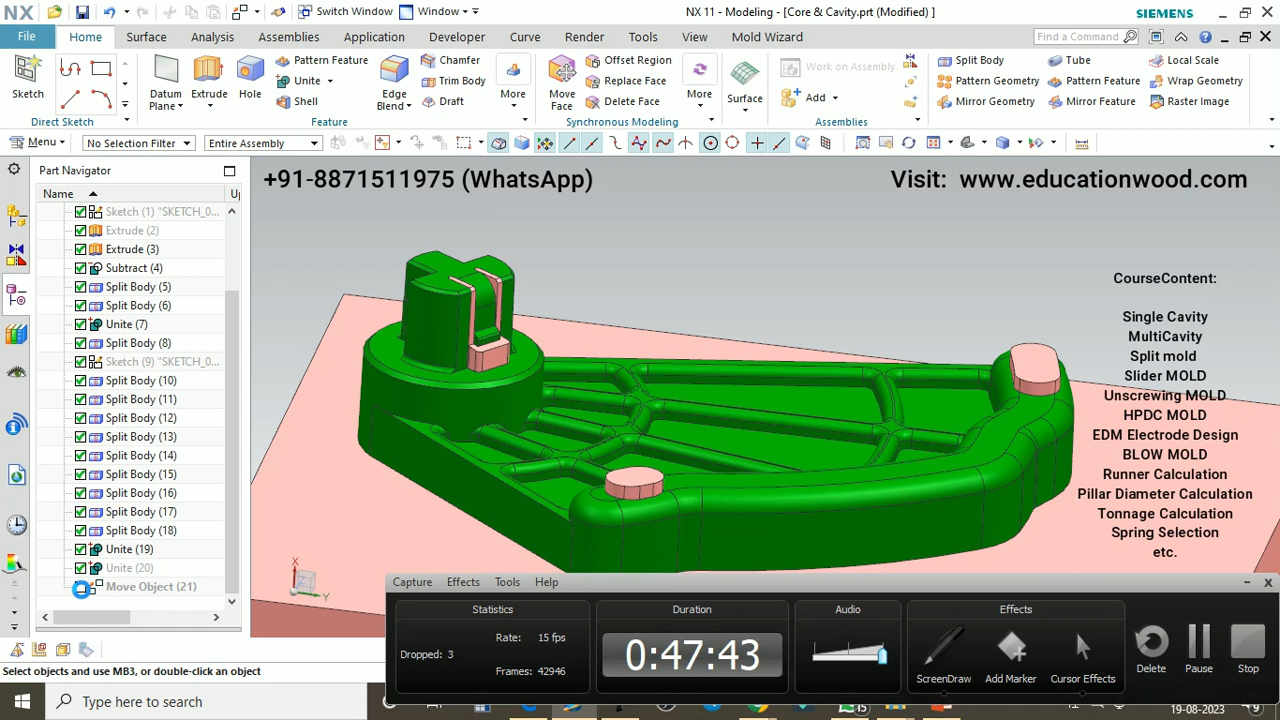 NX
Switch Window
Window
NX 11 - Modeling - [Core & Cavity.prt (Modified) ]
SIEMENS
File
Home
Surface
Analysis
Assemblies
Application
Developer
Curve
Render
Tools
View
Mold Wizard
Find a Command
Sketch
Direct Sketch
Datum Plane
Extrude
Hole
Pattern Feature
Unite
Shell
Edge Blend
Chamfer
Trim Body
Draft
More
Feature
Move Face
Offset Region
Replace Face
Delete Face
More
Synchronous Modeling
Surface
Work on Assembly
Add
Assemblies
Split Body
Pattern Geometry
Mirror Geometry
Tube
Pattern Feature
Mirror Feature
Local Scale
Wrap Geometry
Raster Image
Menu
No Selection Filter
Entire Assembly
Part Navigator
Name
Up
Sketch (1) "SKETCH_0...
Extrude (2)
Extrude (3)
Subtract (4)
Split Body (5)
Split Body (6)
Unite (7)
Split Body (8)
Sketch (9) "SKETCH_0...
Split Body (10)
Split Body (11)
Split Body (12)
Split Body (13)
Split Body (14)
Split Body (15)
Split Body (16)
Split Body (17)
Split Body (18)
Unite (19)
Unite (20)
Move Object (21)
+91-8871511975 (WhatsApp)
Visit: www.educationwood.com
CourseContent:
Single Cavity
MultiCavity
Split mold
Slider MOLD
Unscrewing MOLD
HPDC MOLD
EDM Electrode Design
BLOW MOLD
Runner Calculation
Pillar Diameter Calculation
Tonnage Calculation
Spring Selection
etc.
X
Y
Z
Capture
Effects
Tools
Help
Statistics
Rate: 15 fps
Dropped: 3
Frames: 42946
Duration
0:47:43
Audio
Effects
ScreenDraw
Add Marker
Cursor Effects
Delete
Pause
Stop
Select objects and use MB3, or double-click an object
Type here to search
15
19-08-2023
9